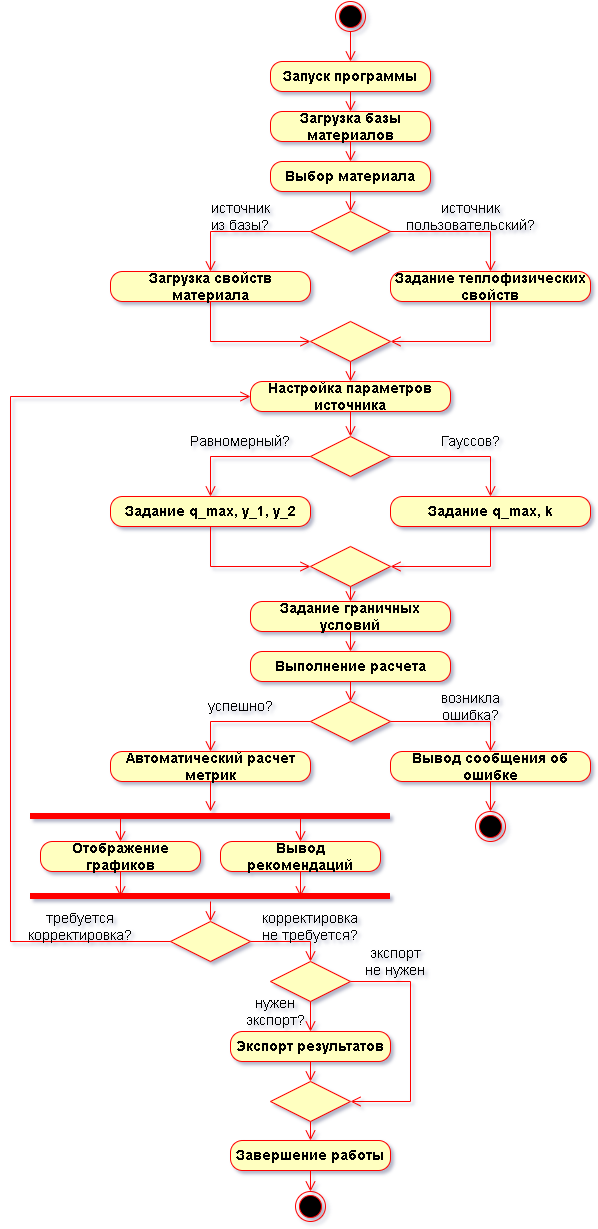 Запуск программы
Загрузка базы
материалов
Выбор материала
источник
из базы?
источник
пользовательский?
Загрузка свойств
материала
Задание теплофизических
свойств
Настройка параметров
источника
Равномерный?
Гауссов?
Задание q_max, y_1, y_2
Задание q_max, k
Задание граничных
условий
Выполнение расчета
успешно?
возникла
ошибка?
Автоматический расчет
метрик
Вывод сообщения об
ошибке
Отображение
графиков
Вывод
рекомендаций
требуется
корректировка?
корректировка
не требуется?
экспорт
не нужен
нужен
экспорт?
Экспорт результатов
Завершение работы